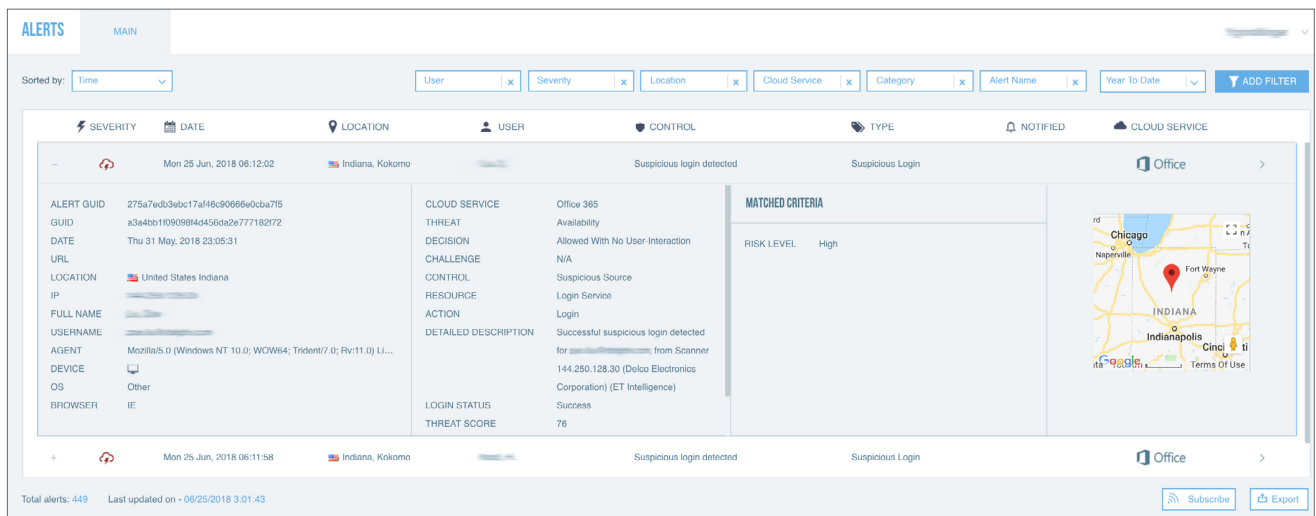 ALERTS MAIN
Sorted by: Time User x Severity x Location x Cloud Service x Category x Alert Name x Year To Date ADD FILTER
SEVERITY DATE LOCATION USER CONTROL TYPE NOTIFIED CLOUD SERVICE
– Mon 25 Jun, 2018 06:12:02 Indiana, Kokomo Suspicious login detected Suspicious Login Office >
ALERT GUID 275a7edb3ebc17af46c90666e0cba7f5
GUID a3a4bb1f09098f4d456da2e777182f72
DATE Thu 31 May, 2018 23:05:31
URL
LOCATION United States Indiana
IP
FULL NAME
USERNAME
AGENT Mozilla/5.0 (Windows NT 10.0; WOW64; Trident/7.0; Rv:11.0) Li...
DEVICE
OS Other
BROWSER IE
CLOUD SERVICE Office 365
THREAT Availability
DECISION Allowed With No User-Interaction
CHALLENGE N/A
CONTROL Suspicious Source
RESOURCE Login Service
ACTION Login
DETAILED DESCRIPTION Successful suspicious login detected
for from Scanner
144.250.128.30 (Delco Electronics
Corporation) (ET Intelligence)
LOGIN STATUS Success
THREAT SCORE 76
MATCHED CRITERIA
RISK LEVEL High
rd
Chicago
Naperville
Fort Wayne
INDIANA
Indianapolis
Cinci ti
Google
Terms Of Use
+ Mon 25 Jun, 2018 06:11:58 Indiana, Kokomo Suspicious login detected Suspicious Login Office >
Total alerts: 449 Last updated on - 06/25/2018 3:01:43 Subscribe Export